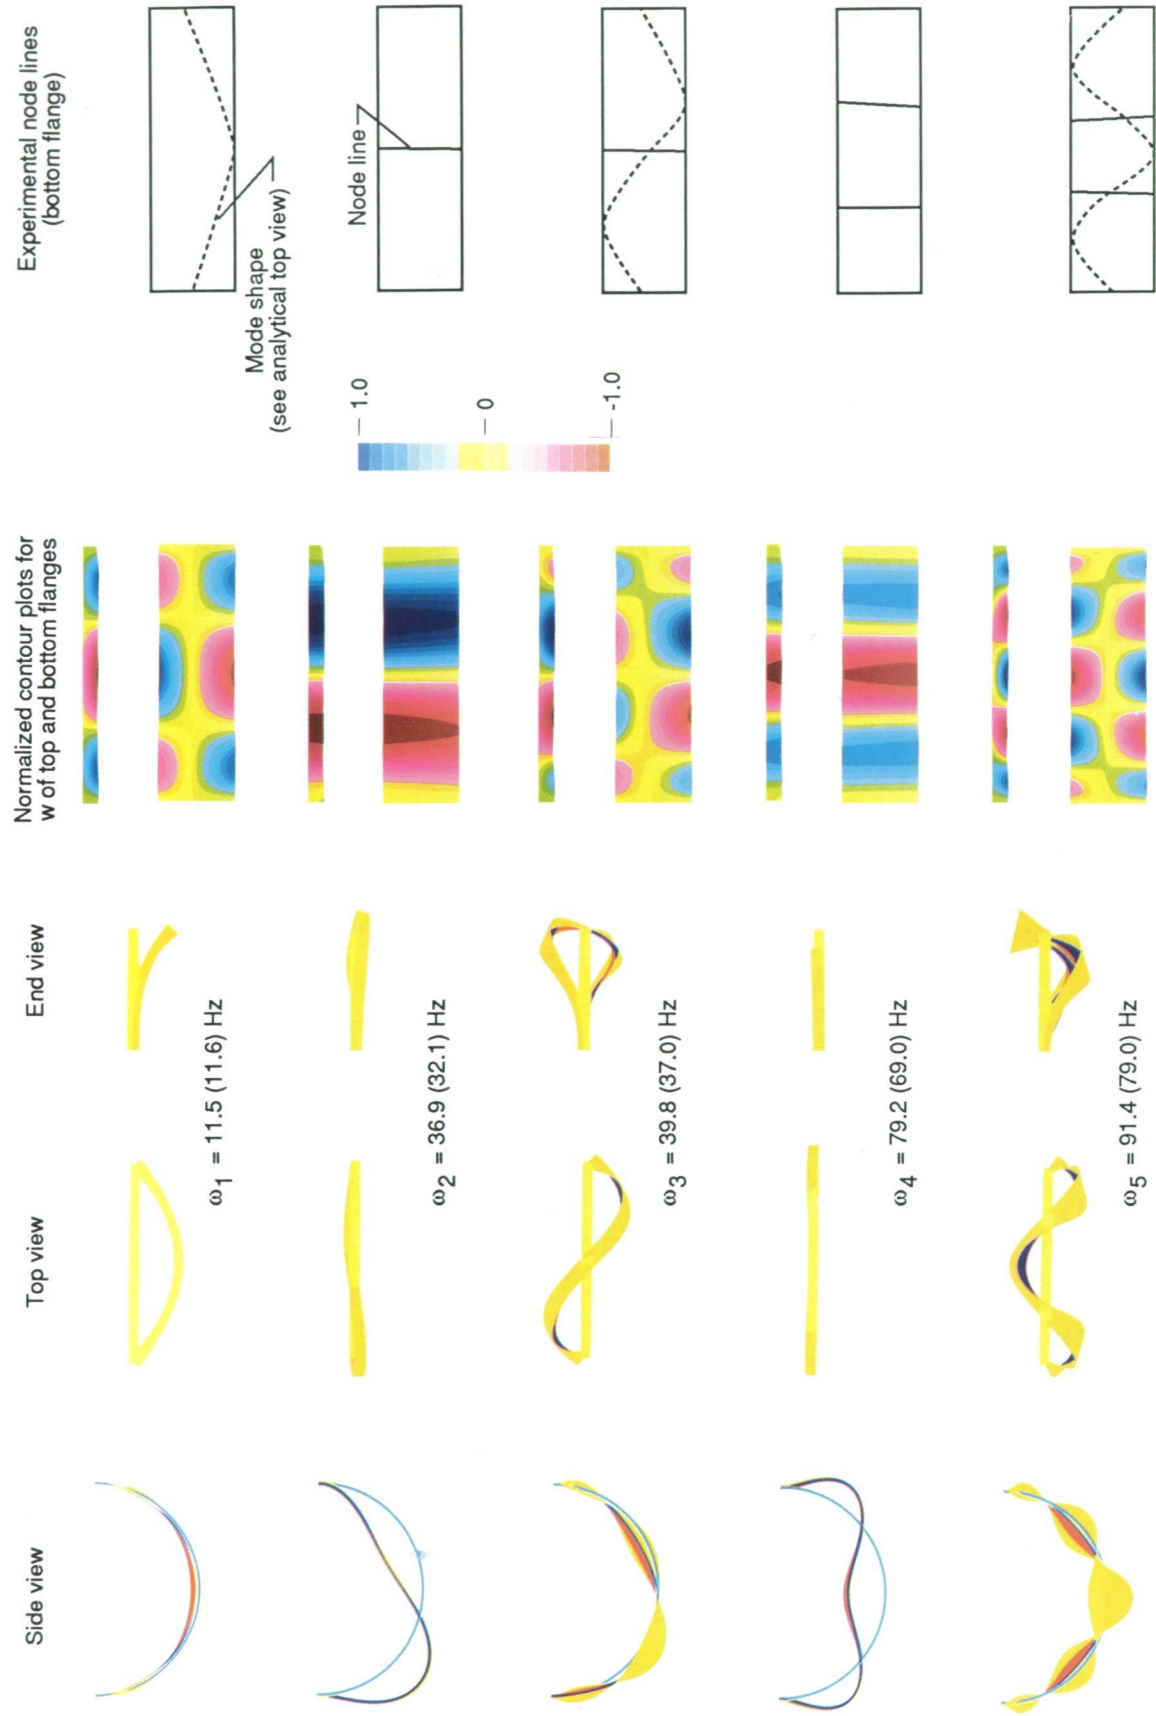 Side view
Top view
End view
Normalized contour plots for
w of top and bottom flanges
Experimental node lines
(bottom flange)
ω1 = 11.5 (11.6) Hz
Mode shape
(see analytical top view)
ω2 = 36.9 (32.1) Hz
1.0
0
-1.0
Node line
ω3 = 39.8 (37.0) Hz
ω4 = 79.2 (69.0) Hz
ω5 = 91.4 (79.0) Hz